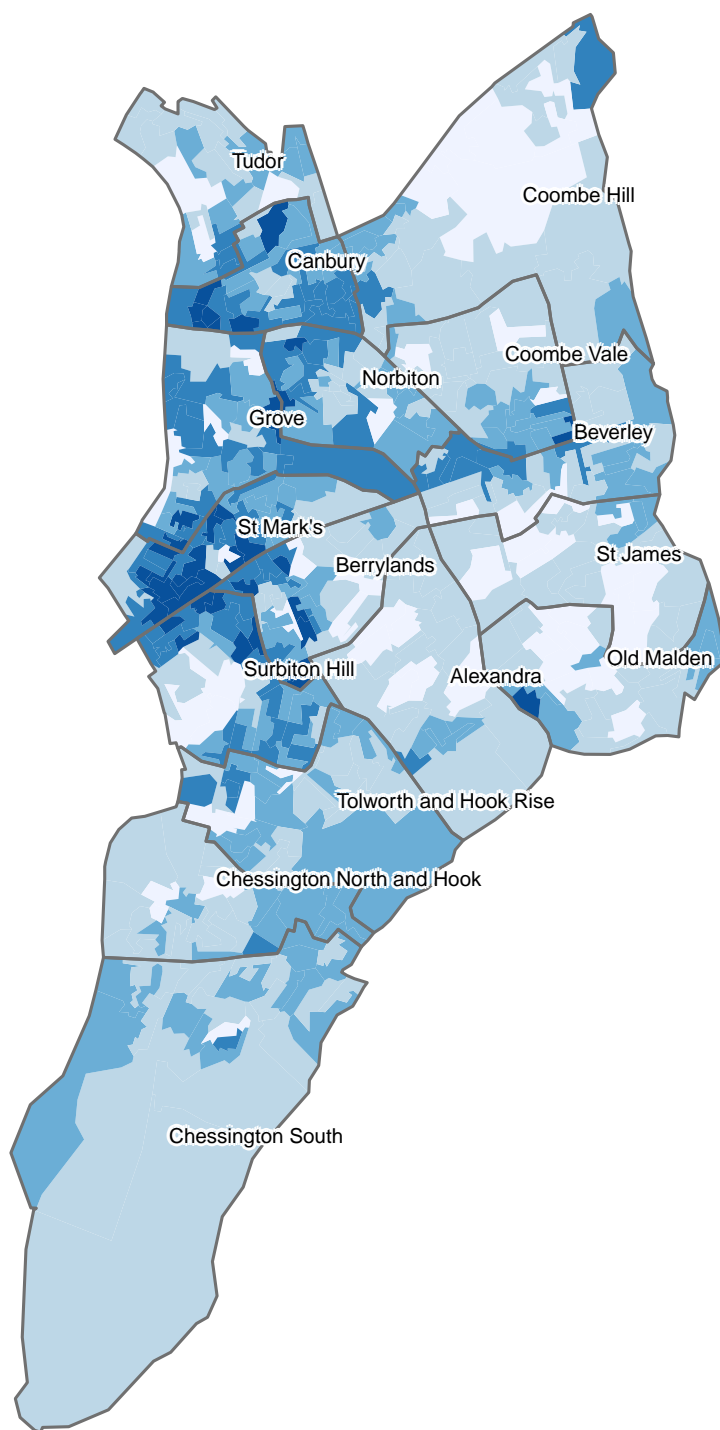 Tudor
Coombe Hill
Canbury
Coombe Vale
Norbiton
Grove
Beverley
St Mark's
St James
Berrylands
Old Malden
Surbiton Hill
Alexandra
Tolworth and Hook Rise
Chessington North and Hook
Chessington South